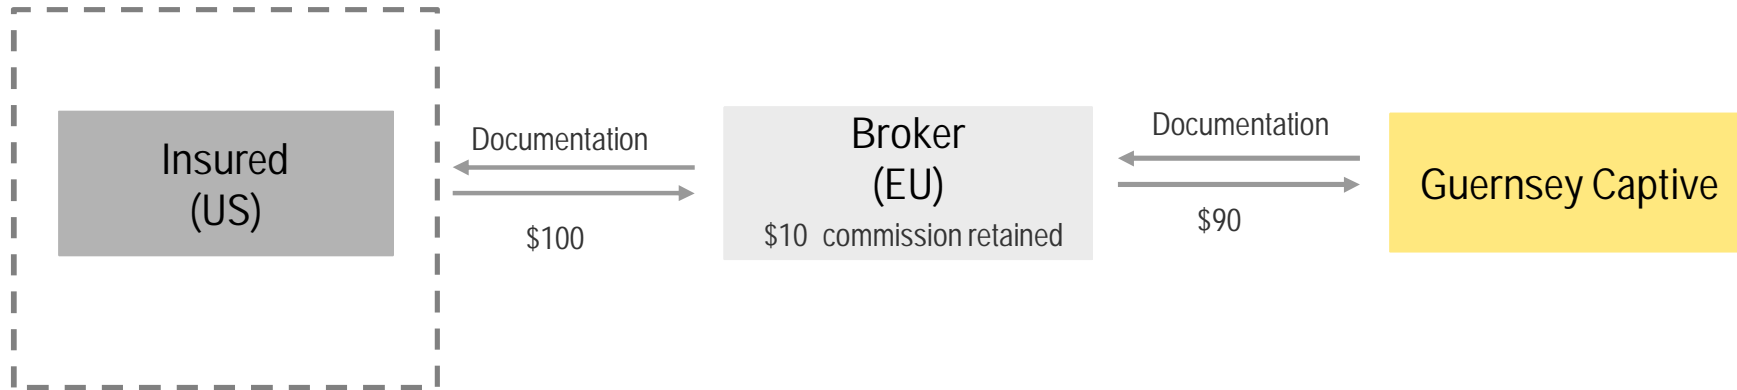 Insured
(US)
Documentation
$100
Broker
(EU)
$10 commission retained
Documentation
$90
Guernsey Captive